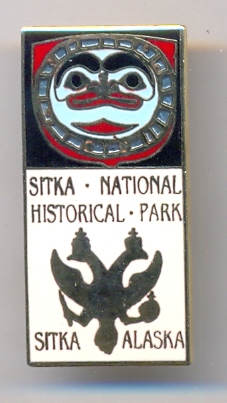 SITKA · NATIONAL
HISTORICAL · PARK
SITKA ALASKA